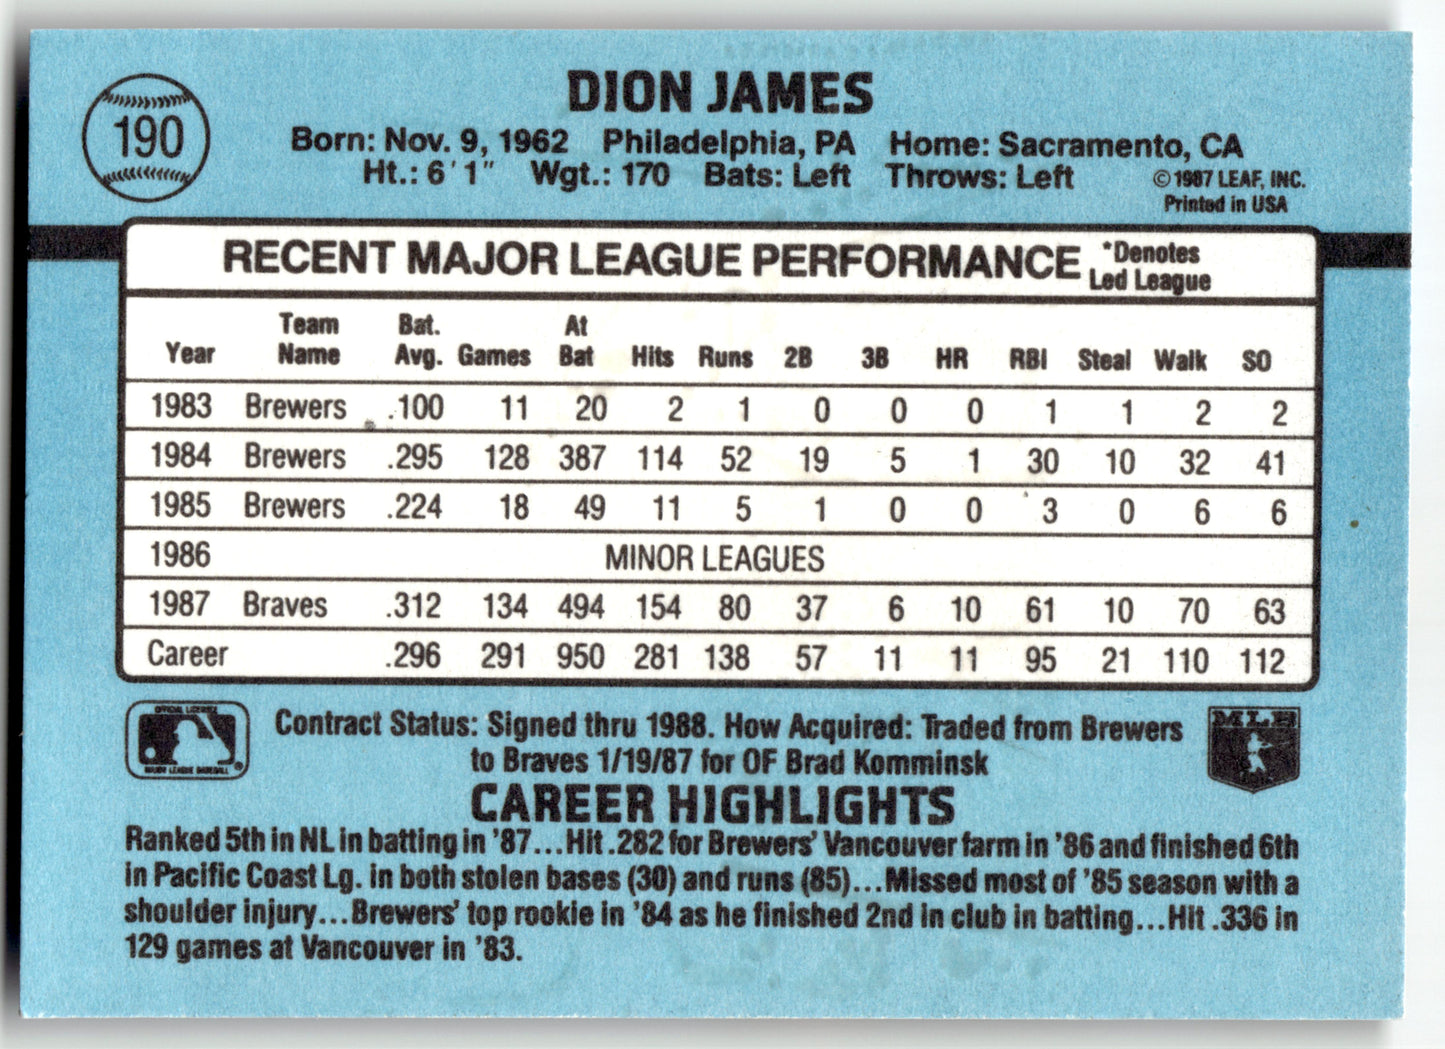 190
DION JAMES
Born: Nov. 9, 1962 Philadelphia, PA Home: Sacramento, CA
Ht.: 6'1" Wgt.: 170 Bats: Left Throws: Left
© 1987 LEAF, INC.
Printed in USA
RECENT MAJOR LEAGUE PERFORMANCE *Denotes Led League
Year Team Name Bat. Avg. Games At Bat Hits Runs 2B 3B HR RBI Steal Walk SO
1983 Brewers .100 11 20 2 1 0 0 0 1 1 2 2
1984 Brewers .295 128 387 114 52 19 5 1 30 10 32 41
1985 Brewers .224 18 49 11 5 1 0 0 3 0 6 6
1986 MINOR LEAGUES
1987 Braves .312 134 494 154 80 37 6 10 61 10 70 63
Career .296 291 950 281 138 57 11 11 95 21 110 112
OFFICIAL LICENSEE
MAJOR LEAGUE BASEBALL
Contract Status: Signed thru 1988. How Acquired: Traded from Brewers
to Braves 1/19/87 for OF Brad Komminsk
CAREER HIGHLIGHTS
Ranked 5th in NL in batting in '87...Hit .282 for Brewers' Vancouver farm in '86 and finished 6th
in Pacific Coast Lg. in both stolen bases (30) and runs (85)...Missed most of '85 season with a
shoulder injury...Brewers' top rookie in '84 as he finished 2nd in club in batting...Hit .336 in
129 games at Vancouver in '83.